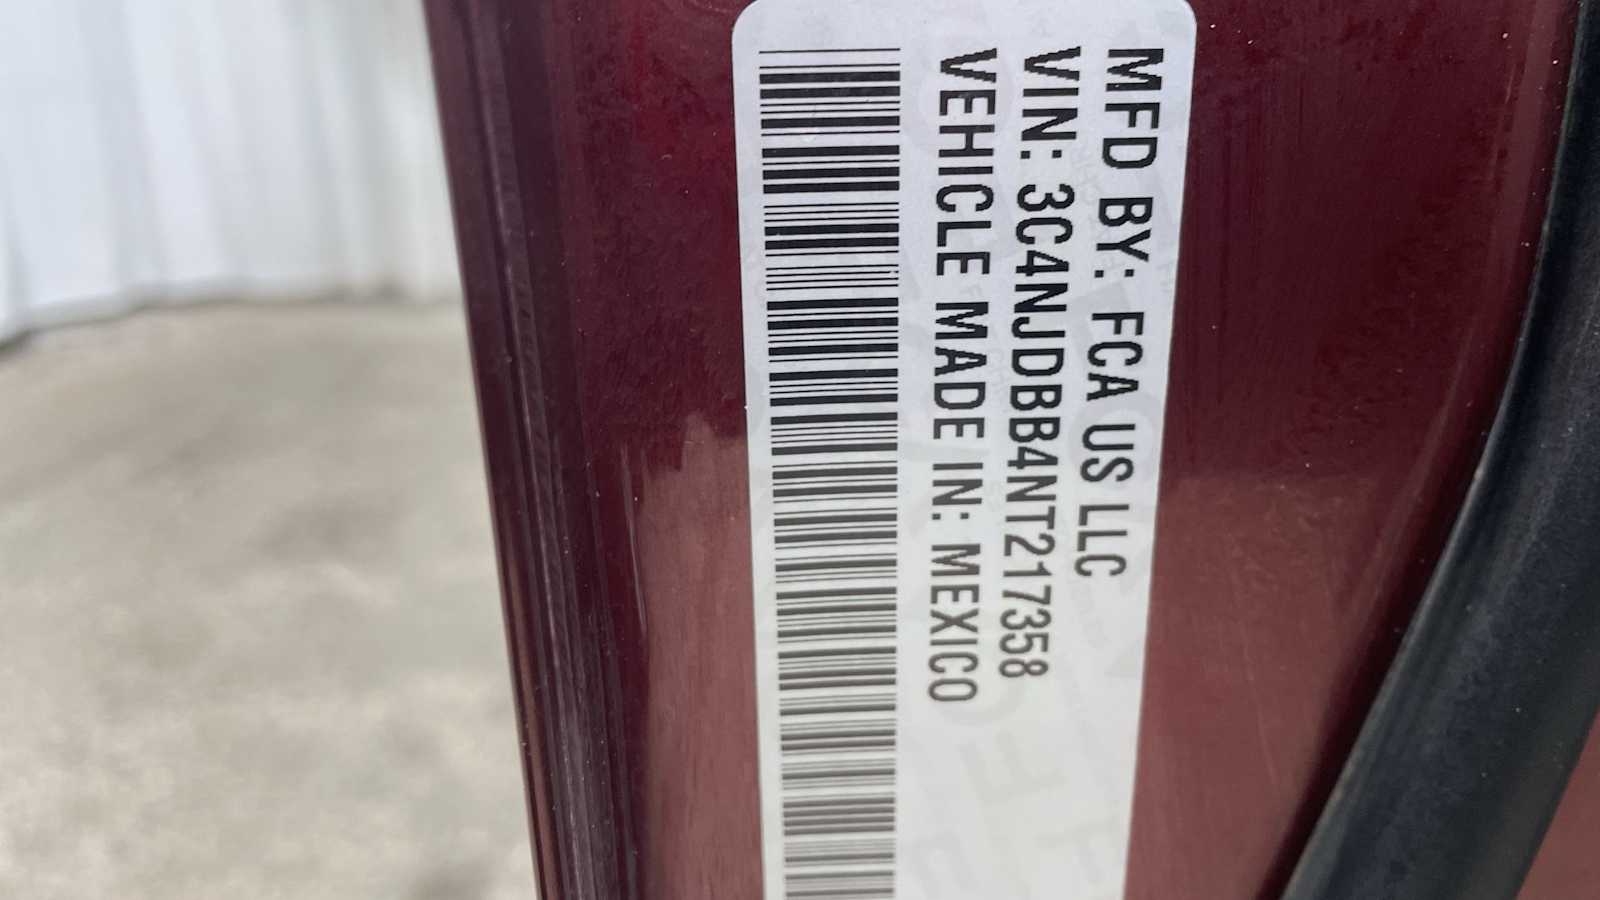 MFD BY: FCA US LLC
VIN: 3C4NJDBB4NT217358
VEHICLE MADE IN: MEXICO